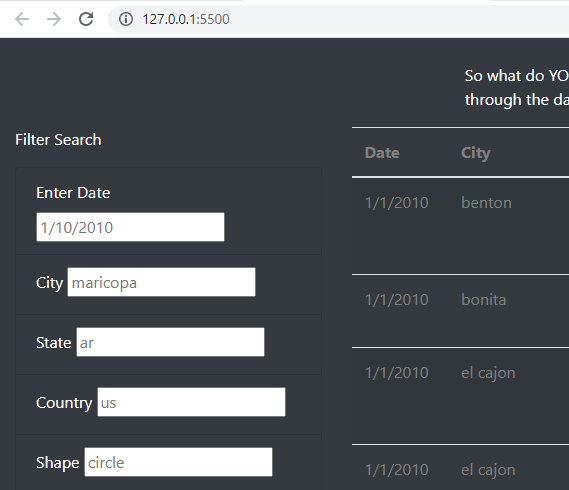 127.0.0.1:5500
So what do YO
through the da
Filter Search
Enter Date
1/10/2010
City maricopa
State ar
Country us
Shape circle
Date City
1/1/2010 benton
1/1/2010 bonita
1/1/2010 el cajon
1/1/2010 el cajon